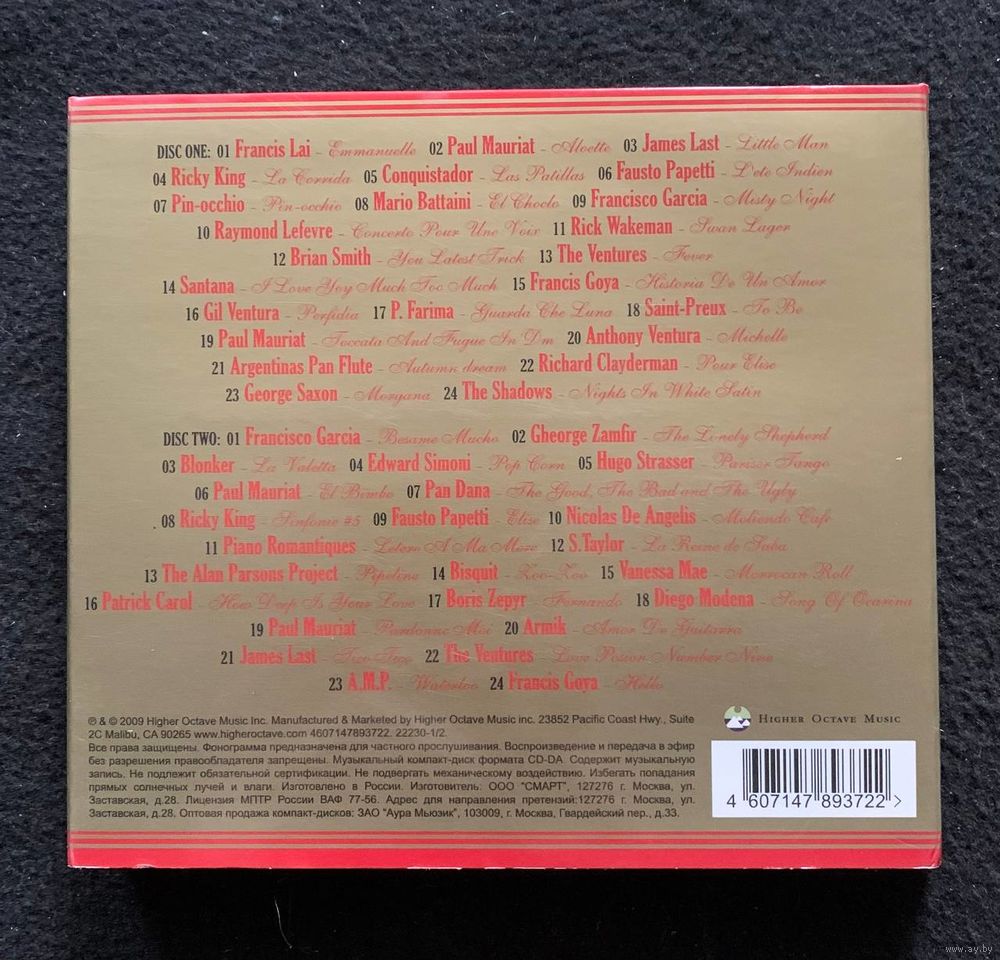 DISC ONE: 01 Francis Lai - Emmanuelle 02 Paul Mauriat - Aloette 03 James Last - Little Man
04 Ricky King - La Corrida 05 Conquistador - Las Patillas 06 Fausto Papetti - L'ete Indien
07 Pin-occhio - Pin-occhio 08 Mario Battaini - El Choclo 09 Francisco Garcia - Misty Night
10 Raymond Lefevre - Concerto Pour Une Voix 11 Rick Wakeman - Swan Lager
12 Brian Smith - You Latest Trick 13 The Ventures - Fever
14 Santana - I Love Yoy Much Too Much 15 Francis Goya - Historia De Un Amor
16 Gil Ventura - Perfidia 17 P. Farima - Guarda Che Luna 18 Saint-Preux - To Be
19 Paul Mauriat - Toccata And Fugue In Dm 20 Anthony Ventura - Michelle
21 Argentinas Pan Flute - Autumn dream 22 Richard Clayderman - Pour Elise
23 George Saxon - Morgana 24 The Shadows - Nights In White Satin
DISC TWO: 01 Francisco Garcia - Besame Mucho 02 Gheorge Zamfir - The Lonely Shepherd
03 Blonker - La Valetta 04 Edward Simoni - Pop Corn 05 Hugo Strasser - Pariser Tango
06 Paul Mauriat - El Bimbo 07 Pan Dana - The Good, The Bad and The Ugly
08 Ricky King - Sinfonie #5 09 Fausto Papetti - Elise 10 Nicolas De Angelis - Moliendo Cafe
11 Piano Romantiques - Letere A Ma Mere 12 S.Taylor - La Reine de Saba
13 The Alan Parsons Project - Pipeline 14 Bisquit - Zoo-Zoo 15 Vanessa Mae - Morrocan Roll
16 Patrick Carol - How Deep Is Your Love 17 Boris Zepyr - Fernando 18 Diego Modena - Song Of Ocarina
19 Paul Mauriat - Pardonne Moi 20 Armik - Amor De Guitarra
21 James Last - Tico Tico 22 The Ventures - Love Posion Number Nine
23 A.M.P. - Waterloo 24 Francis Goya - Hello
℗ & © 2009 Higher Octave Music Inc. Manufactured & Marketed by Higher Octave Music inc. 23852 Pacific Coast Hwy., Suite
2C Malibu, CA 90265 www.higheroctave.com 4607147893722. 22230-1/2.
Все права защищены. Фонограмма предназначена для частного прослушивания. Воспроизведение и передача в эфир
без разрешения правообладателя запрещены. Музыкальный компакт-диск формата CD-DA. Содержит музыкальную
запись. Не подлежит обязательной сертификации. Не подвергать механическому воздействию. Избегать попадания
прямых солнечных лучей и влаги. Изготовлено в России. Изготовитель: ООО "СМАРТ", 127276 г. Москва, ул.
Заставская, д.28. Лицензия МПТР России ВАФ 77-56. Адрес для направления претензий:127276 г. Москва, ул.
Заставская, д.28. Оптовая продажа компакт-дисков: ЗАО "Аура Мьюзик", 103009, г. Москва, Гвардейский пер., д.33.
HIGHER OCTAVE MUSIC
4 607147 893722 >
www.ay.by